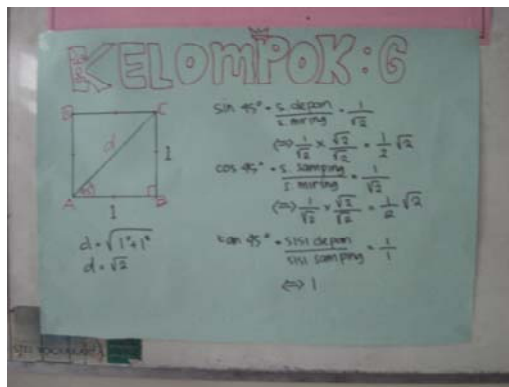 KELOMPOK: 6
D C
d
1
45°
A B
1
d = √1²+1²
d = √2
sin 45° = s. depan / s. miring = 1/√2
⇔ 1/√2 × √2/√2 = 1/2 √2
cos 45° = s. samping / s. miring = 1/√2
⇔ 1/√2 × √2/√2 = 1/2 √2
tan 45° = sisi depan / sisi samping = 1/1
⇔ 1